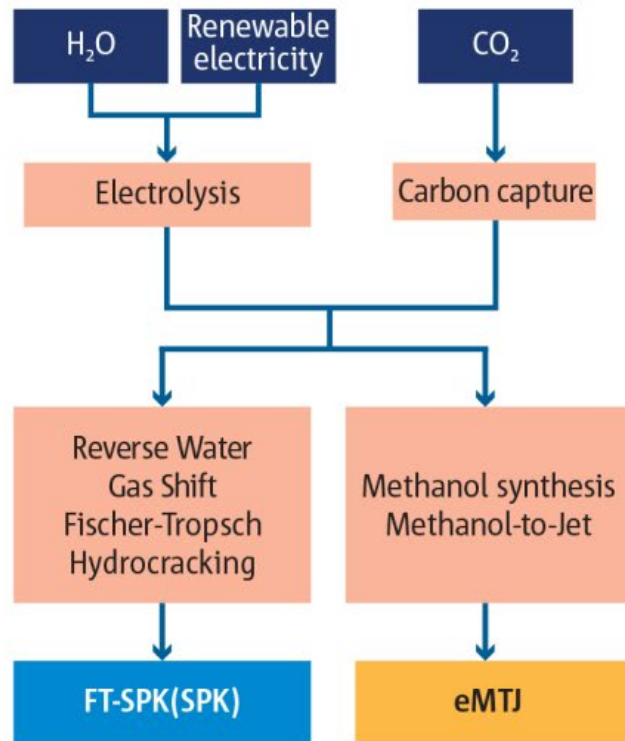 H₂O
Renewable
electricity
CO₂
Electrolysis
Carbon capture
Reverse Water
Gas Shift
Fischer-Tropsch
Hydrocracking
Methanol synthesis
Methanol-to-Jet
FT-SPK(SPK)
eMTJ